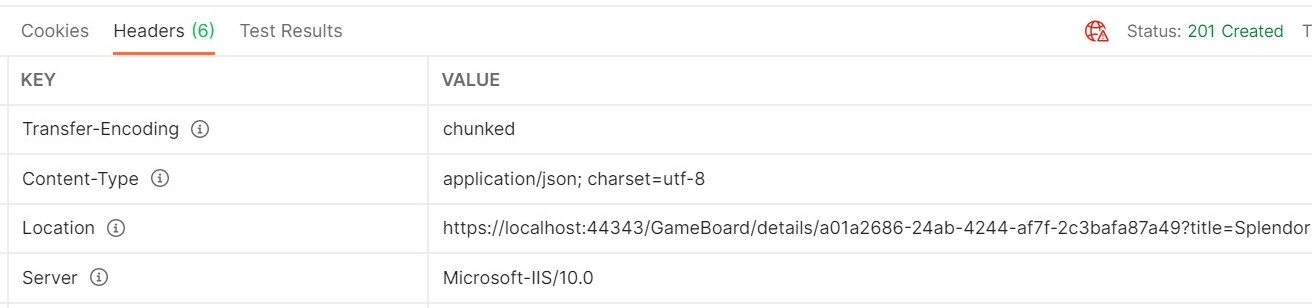 Cookies Headers (6) Test Results Status: 201 Created
KEY VALUE
Transfer-Encoding chunked
Content-Type application/json; charset=utf-8
Location https://localhost:44343/GameBoard/details/a01a2686-24ab-4244-af7f-2c3bafa87a49?title=Splendor
Server Microsoft-IIS/10.0